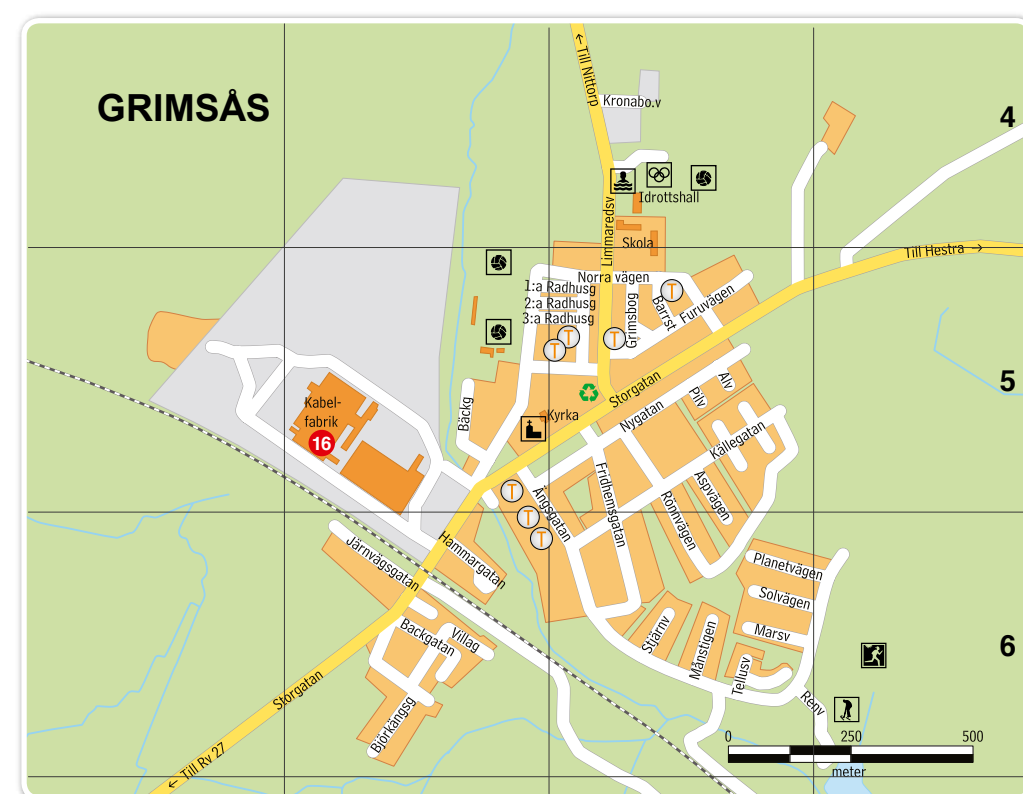 ← Till Nittorp
Kronabo.v
GRIMSÅS
4
Idrottshall
Limmaredsv
Skola
Till Hestra →
Norra vägen
1:a Radhusg
2:a Radhusg
3:a Radhusg
T
T
T
T
Grimsbog
Barrst
Furuvägen
5
Storgatan
Alv
Pilv
Nygatan
Kabel-
fabrik
16
Bäckg
Kyrka
Källegatan
Fridhemsgatan
Aspvägen
Rönnvägen
Ängsgatan
T
T
T
Hammargatan
Järnvägsgatan
Planetvägen
Solvägen
Marsv
Stjärnv
Månstigen
Tellusv
Renv
6
Backgatan
Villag
Björkängsg
Storgatan
← Till Rv 27
0 250 500
meter